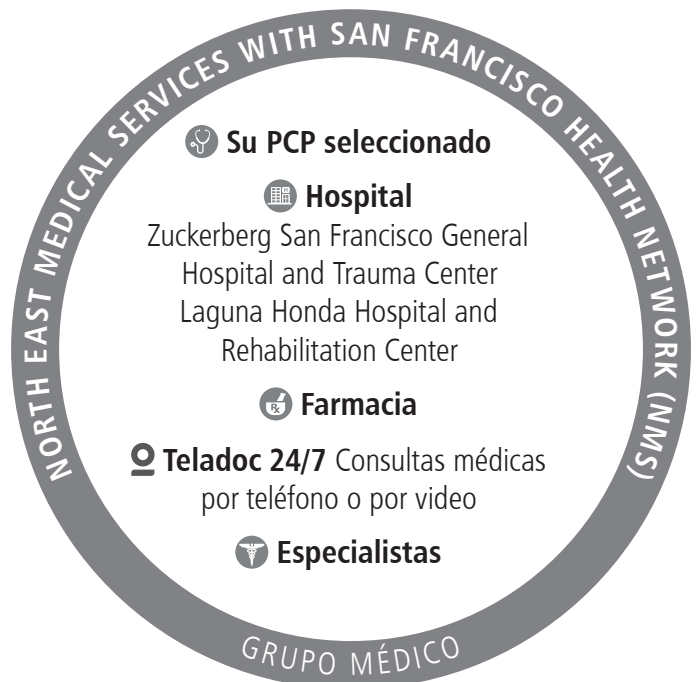 NORTH EAST MEDICAL SERVICES WITH SAN FRANCISCO HEALTH NETWORK (NMS)
Su PCP seleccionado
Hospital
Zuckerberg San Francisco General
Hospital and Trauma Center
Laguna Honda Hospital and
Rehabilitation Center
Farmacia
Teladoc 24/7 Consultas médicas
por teléfono o por video
Especialistas
GRUPO MÉDICO